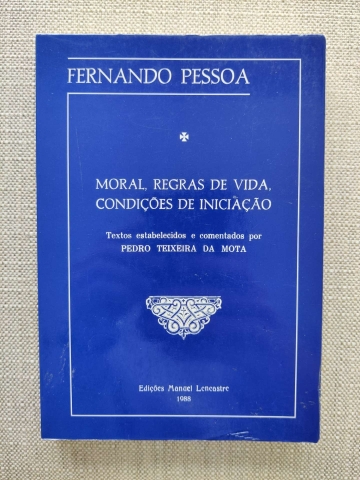 FERNANDO PESSOA
MORAL, REGRAS DE VIDA,
CONDIÇÕES DE INICIAÇÃO
Textos estabelecidos e comentados por
PEDRO TEIXEIRA DA MOTA
Edições Manuel Lencastre
1988